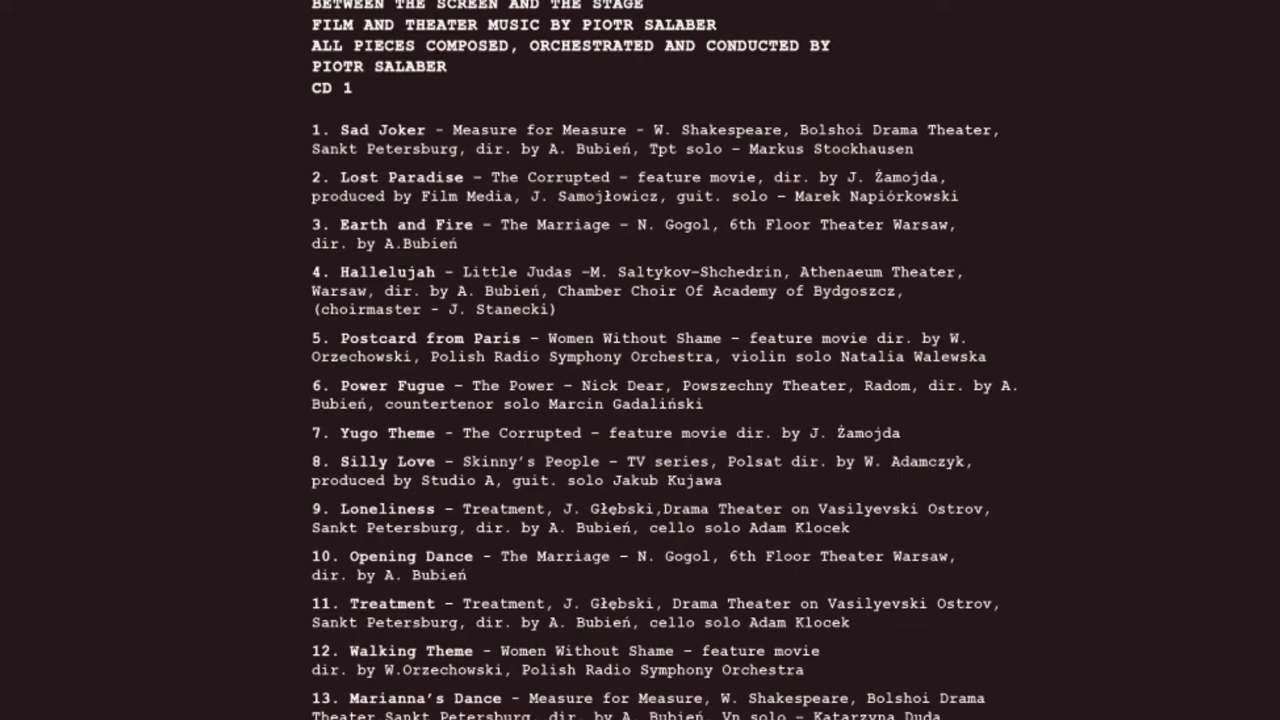 BETWEEN THE SCREEN AND THE STAGE
FILM AND THEATER MUSIC BY PIOTR SALABER
ALL PIECES COMPOSED, ORCHESTRATED AND CONDUCTED BY
PIOTR SALABER
CD 1
1. Sad Joker - Measure for Measure - W. Shakespeare, Bolshoi Drama Theater,
Sankt Petersburg, dir. by A. Bubień, Tpt solo – Markus Stockhausen
2. Lost Paradise – The Corrupted – feature movie, dir. by J. Żamojda,
produced by Film Media, J. Samojłowicz, guit. solo – Marek Napiórkowski
3. Earth and Fire – The Marriage – N. Gogol, 6th Floor Theater Warsaw,
dir. by A.Bubień
4. Hallelujah – Little Judas –M. Saltykov-Shchedrin, Athenaeum Theater,
Warsaw, dir. by A. Bubień, Chamber Choir Of Academy of Bydgoszcz,
(choirmaster - J. Stanecki)
5. Postcard from Paris – Women Without Shame – feature movie dir. by W.
Orzechowski, Polish Radio Symphony Orchestra, violin solo Natalia Walewska
6. Power Fugue – The Power – Nick Dear, Powszechny Theater, Radom, dir. by A.
Bubień, countertenor solo Marcin Gadaliński
7. Yugo Theme - The Corrupted – feature movie dir. by J. Żamojda
8. Silly Love – Skinny’s People – TV series, Polsat dir. by W. Adamczyk,
produced by Studio A, guit. solo Jakub Kujawa
9. Loneliness – Treatment, J. Głębski,Drama Theater on Vasilyevski Ostrov,
Sankt Petersburg, dir. by A. Bubień, cello solo Adam Klocek
10. Opening Dance - The Marriage – N. Gogol, 6th Floor Theater Warsaw,
dir. by A. Bubień
11. Treatment – Treatment, J. Głębski, Drama Theater on Vasilyevski Ostrov,
Sankt Petersburg, dir. by A. Bubień, cello solo Adam Klocek
12. Walking Theme - Women Without Shame – feature movie
dir. by W.Orzechowski, Polish Radio Symphony Orchestra
13. Marianna’s Dance - Measure for Measure, W. Shakespeare, Bolshoi Drama
Theater Sankt Petersburg, dir. by A. Bubień, Vn solo – Katarzyna Duda